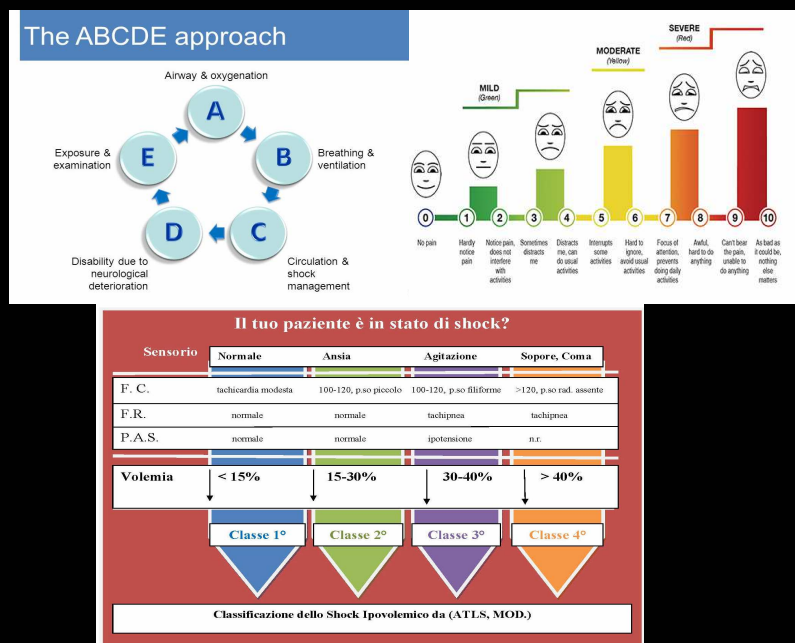 The ABCDE approach
Airway & oxygenation
A
Breathing &
ventilation
B
Circulation &
shock
management
C
Disability due to
neurological
deterioration
D
Exposure &
examination
E
MILD
(Green)
MODERATE
(Yellow)
SEVERE
(Red)
0 1 2 3 4 5 6 7 8 9 10
No pain
Hardly
notice
pain
Notice pain,
does not
interfere
with
activities
Sometimes
distracts
me
Distracts
me, can
do usual
activities
Interrupts
some
activities
Hard to
ignore,
avoid usual
activities
Focus of
attention,
prevents
doing daily
activities
Awful,
hard to do
anything
Can't bear
the pain,
unable to
do anything
As bad as
it could be,
nothing
else
matters
Il tuo paziente è in stato di shock?
Sensorio Normale Ansia Agitazione Sopore, Coma
F. C. tachicardia modesta 100-120, p.so piccolo 100-120, p.so filiforme >120, p.so rad. assente
F.R. normale normale tachipnea tachipnea
P.A.S. normale normale ipotensione n.r.
Volemia < 15% 15-30% 30-40% > 40%
Classe 1° Classe 2° Classe 3° Classe 4°
Classificazione dello Shock Ipovolemico da (ATLS, MOD.)